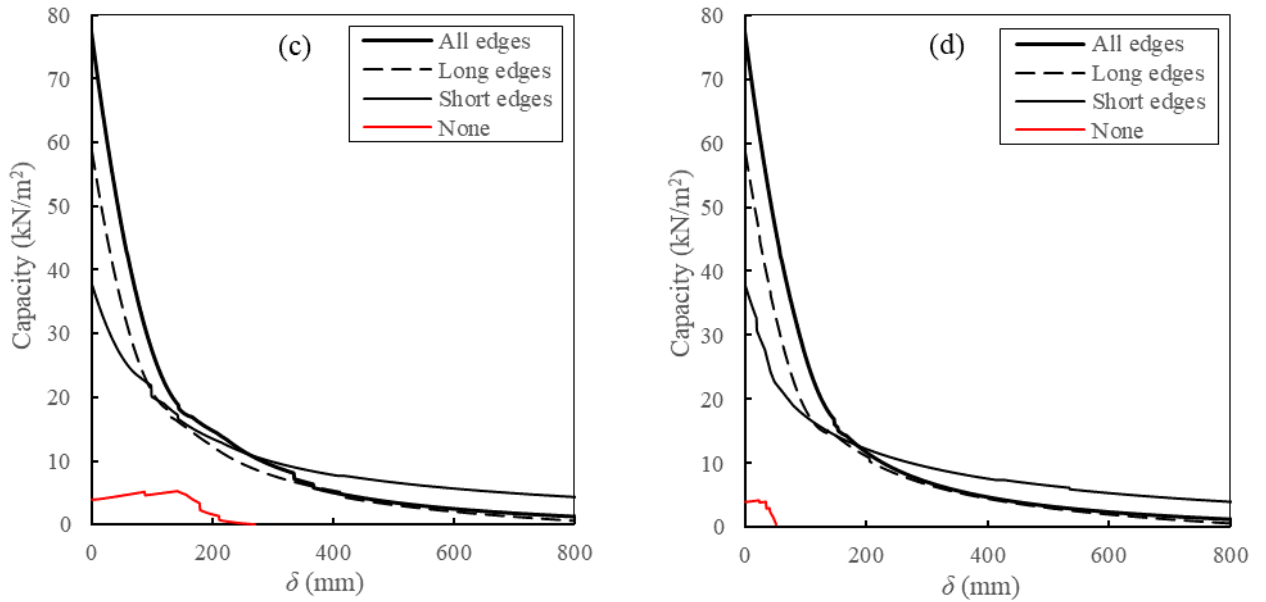 (c)
All edges
Long edges
Short edges
None
Capacity (kN/m²)
80
70
60
50
40
30
20
10
0
0 200 400 600 800
δ (mm)
(d)
All edges
Long edges
Short edges
None
Capacity (kN/m²)
80
70
60
50
40
30
20
10
0
0 200 400 600 800
δ (mm)